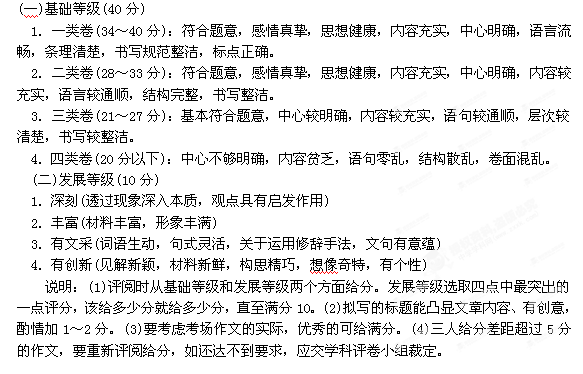 (一)基础等级(40 分)
1. 一类卷(34～40 分)：符合题意，感情真挚，思想健康，内容充实，中心明确，语言流
畅，条理清楚，书写规范整洁，标点正确。
2. 二类卷(28～33 分)：符合题意，感情真挚，思想健康，内容充实，中心明确，内容较
充实，语言较通顺，结构完整，书写整洁。
3. 三类卷(21～27 分)：基本符合题意，中心较明确，内容较充实，语句较通顺，层次较
清楚，书写较整洁。
4. 四类卷(20 分以下)：中心不够明确，内容贫乏，语句零乱，结构散乱，卷面混乱。
(二)发展等级(10 分)
1. 深刻(透过现象深入本质，观点具有启发作用)
2. 丰富(材料丰富，形象丰满)
3. 有文采(词语生动，句式灵活，关于运用修辞手法，文句有意蕴)
4. 有创新(见解新颖，材料新鲜，构思精巧，想像奇特，有个性)
说明：(1)评阅时从基础等级和发展等级两个方面给分。发展等级选取四点中最突出的
一点评分，该给多少分就给多少分，直至满分 10。(2)拟写的标题能凸显文章内容、有创意，
酌情加 1～2 分。(3)要考虑考场作文的实际，优秀的可给满分。(4)三人给分差距超过 5 分
的作文，要重新评阅给分，如还达不到要求，应交学科评卷小组裁定。